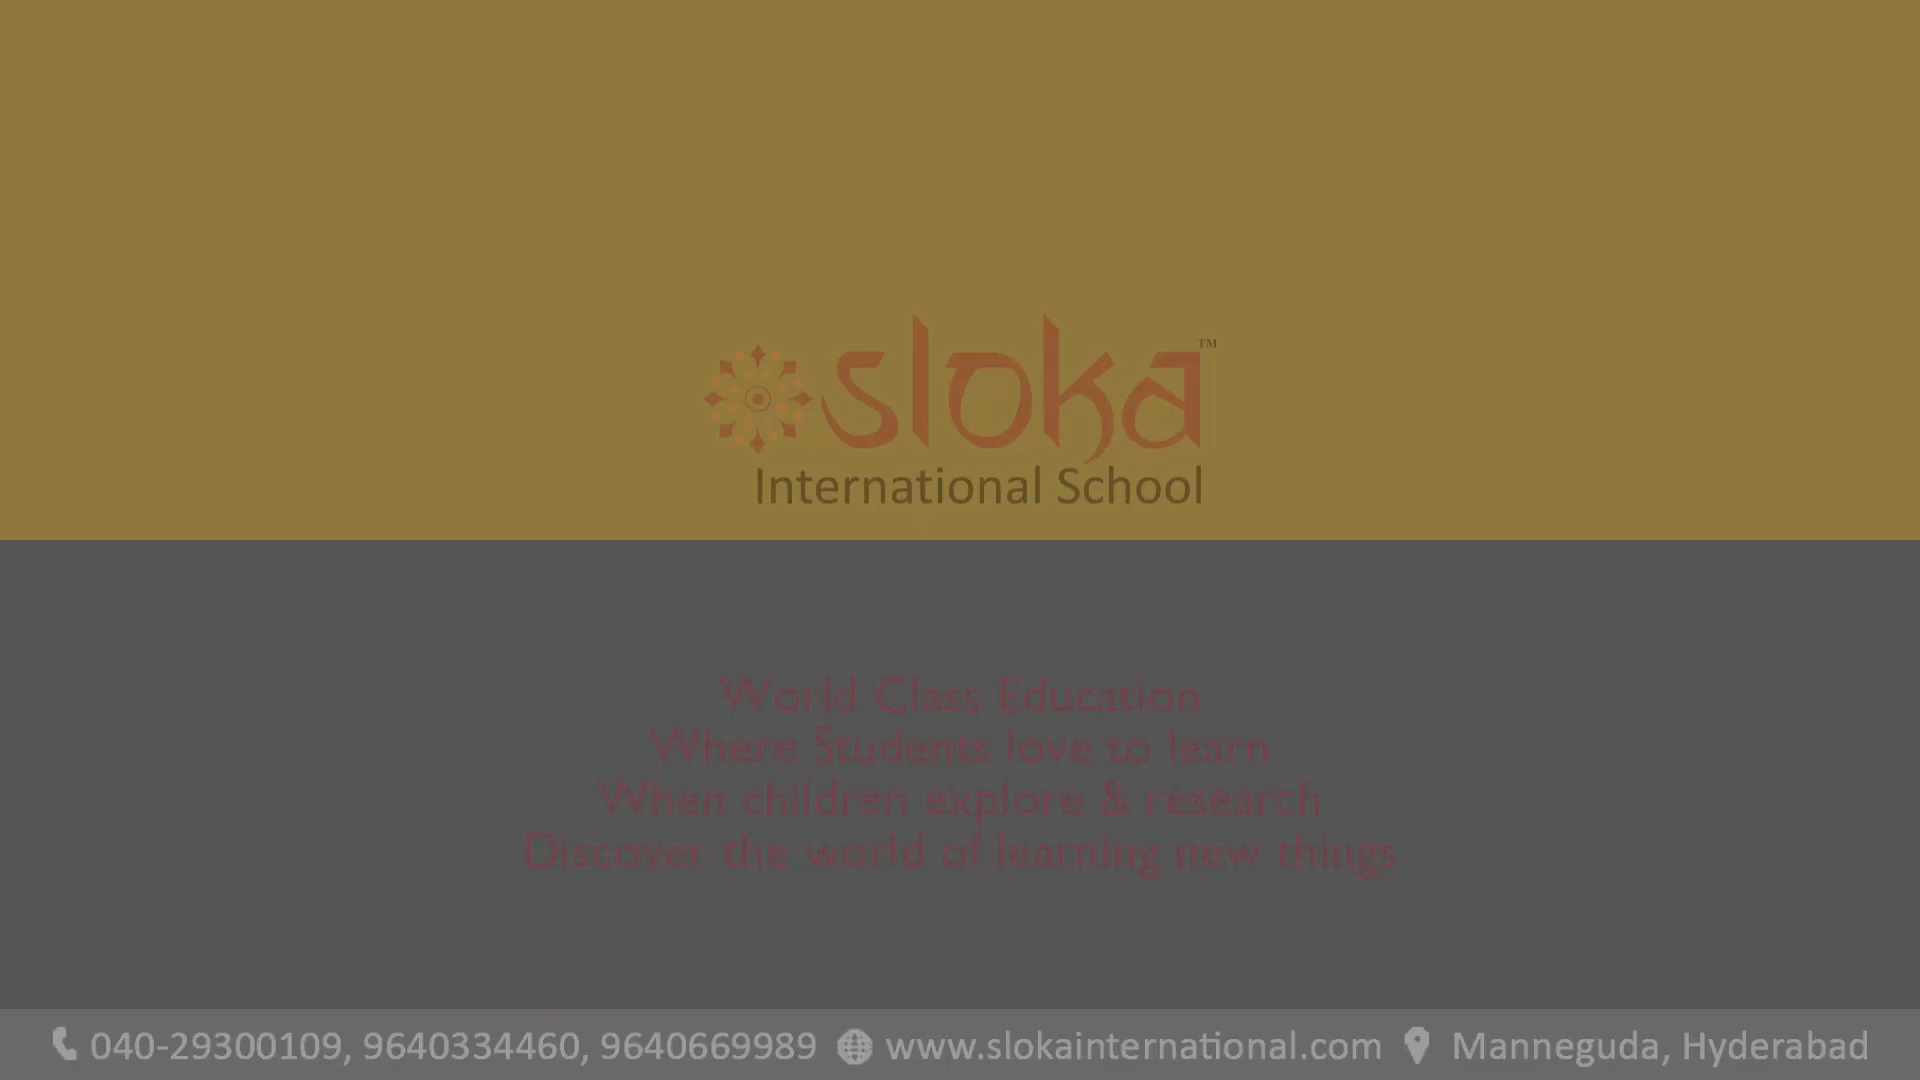 sloka™
International School
World Class Education
Where Students love to learn
When children explore & research
Discover the world of learning new things
040-29300109, 9640334460, 9640669989 www.slokainternational.com Manneguda, Hyderabad